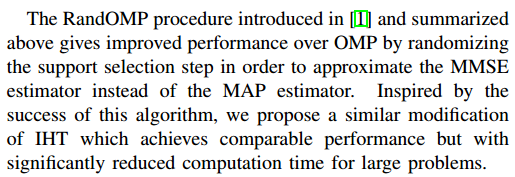 The RandOMP procedure introduced in [1] and summarized
above gives improved performance over OMP by randomizing
the support selection step in order to approximate the MMSE
estimator instead of the MAP estimator. Inspired by the
success of this algorithm, we propose a similar modification
of IHT which achieves comparable performance but with
significantly reduced computation time for large problems.